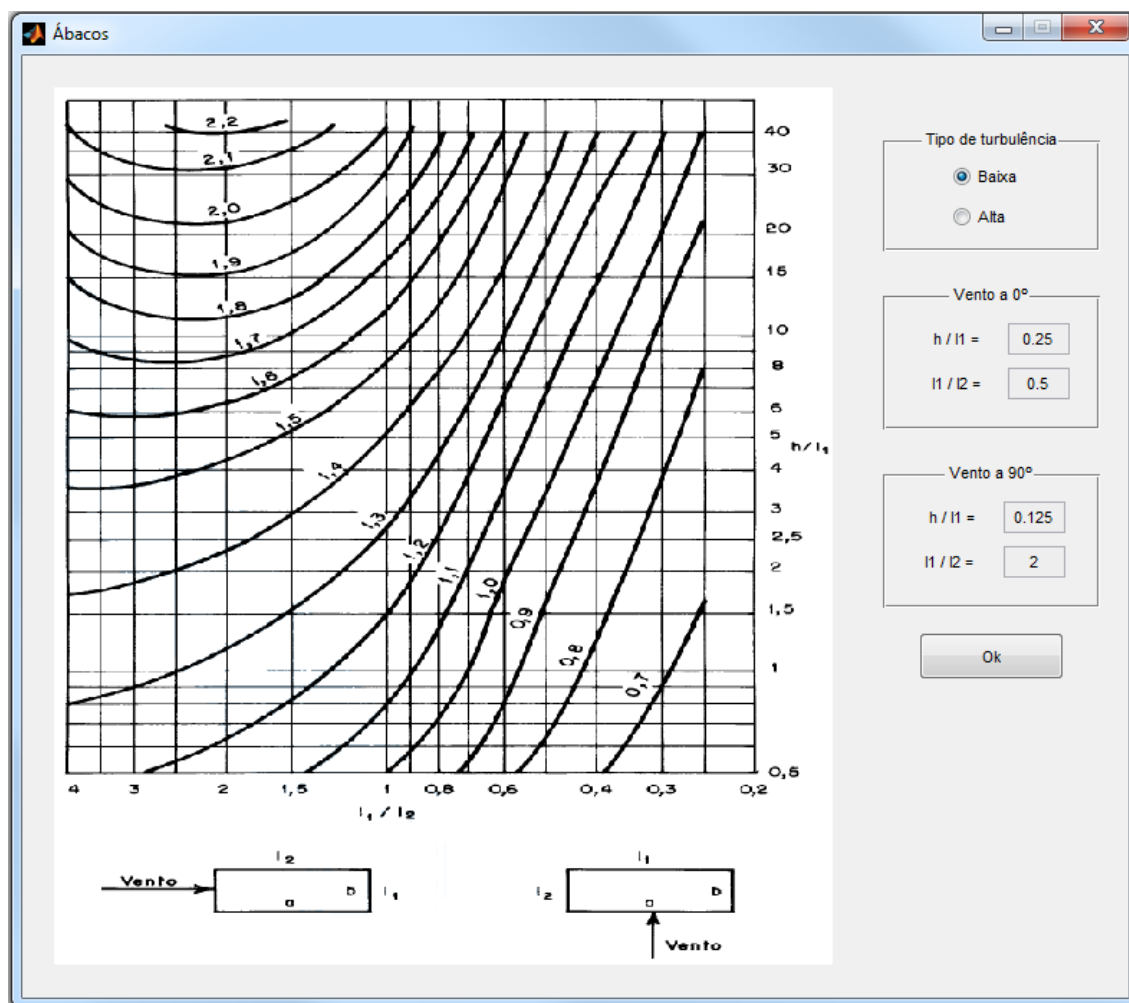 Ábacos
2,2
2,1
2,0
1,9
1,8
1,7
1,6
1,5
1,4
1,3
1,2
1,1
1,0
0,9
0,8
0,7
40
30
20
15
10
8
6
5
h/l₁
4
3
2,5
2
1,5
1
0,5
4 3 2 1,5 1 0,8 0,6 0,4 0,3 0,2
l₁/l₂
l₂
Vento
l₁
a
b
l₁
l₂
a
b
Vento
Tipo de turbulência
Baixa
Alta
Vento a 0º
h / l1 = 0.25
l1 / l2 = 0.5
Vento a 90º
h / l1 = 0.125
l1 / l2 = 2
Ok